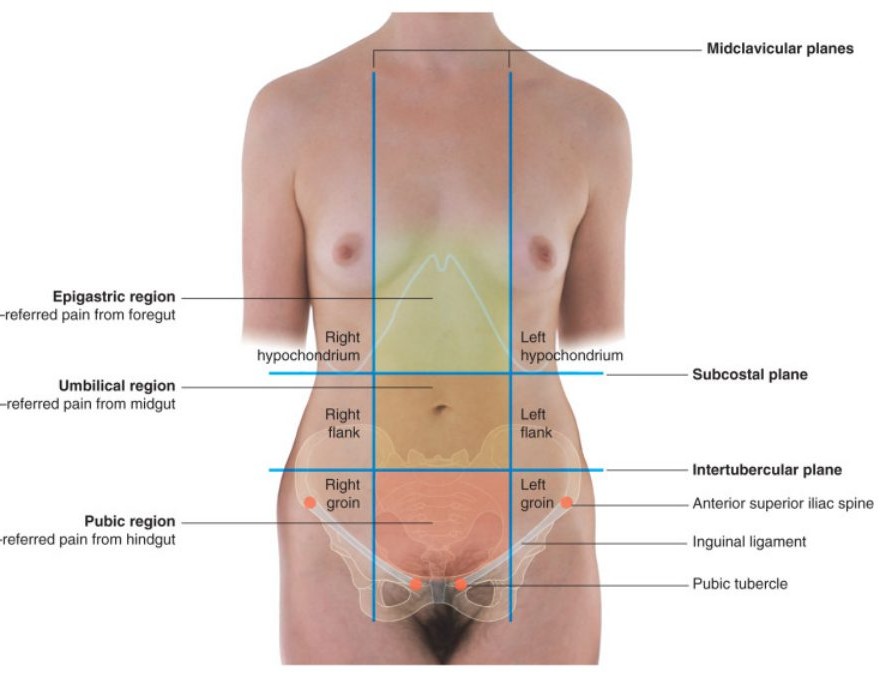 Midclavicular planes
Epigastric region
–referred pain from foregut
Right
hypochondrium
Left
hypochondrium
Subcostal plane
Umbilical region
–referred pain from midgut
Right
flank
Left
flank
Intertubercular plane
Right
groin
Left
groin
Anterior superior iliac spine
Pubic region
–referred pain from hindgut
Inguinal ligament
Pubic tubercle